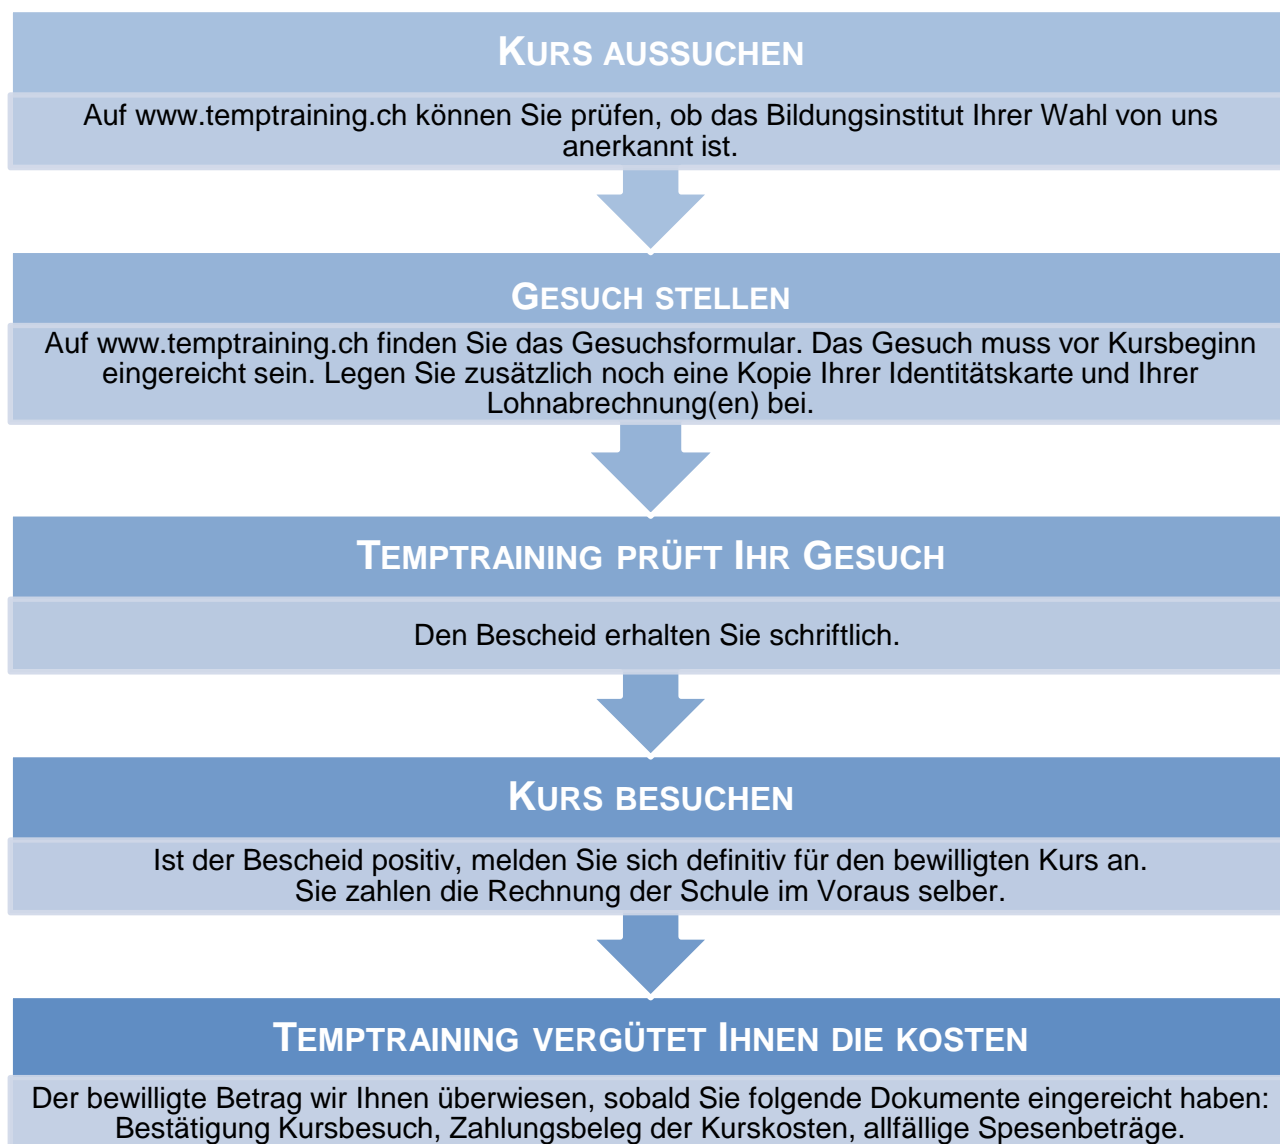 KURS AUSSUCHEN
Auf www.temptraining.ch können Sie prüfen, ob das Bildungsinstitut Ihrer Wahl von uns
anerkannt ist.
GESUCH STELLEN
Auf www.temptraining.ch finden Sie das Gesuchsformular. Das Gesuch muss vor Kursbeginn
eingereicht sein. Legen Sie zusätzlich noch eine Kopie Ihrer Identitätskarte und Ihrer
Lohnabrechnung(en) bei.
TEMPTRAINING PRÜFT IHR GESUCH
Den Bescheid erhalten Sie schriftlich.
KURS BESUCHEN
Ist der Bescheid positiv, melden Sie sich definitiv für den bewilligten Kurs an.
Sie zahlen die Rechnung der Schule im Voraus selber.
TEMPTRAINING VERGÜTET IHNEN DIE KOSTEN
Der bewilligte Betrag wir Ihnen überwiesen, sobald Sie folgende Dokumente eingereicht haben:
Bestätigung Kursbesuch, Zahlungsbeleg der Kurskosten, allfällige Spesenbeträge.